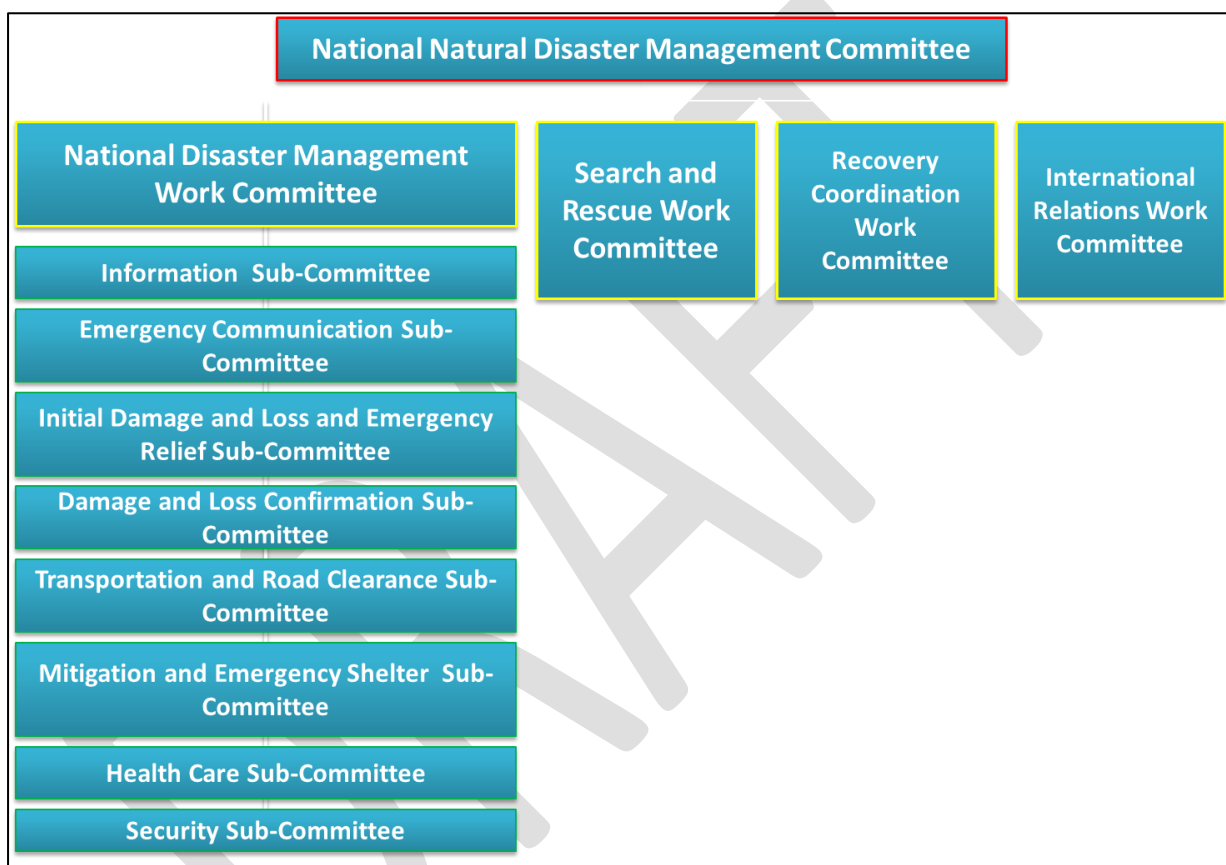 National Natural Disaster Management Committee
National Disaster Management
Work Committee
Search and
Rescue Work
Committee
Recovery
Coordination
Work
Committee
International
Relations Work
Committee
Information Sub-Committee
Emergency Communication Sub-
Committee
Initial Damage and Loss and Emergency
Relief Sub-Committee
Damage and Loss Confirmation Sub-
Committee
Transportation and Road Clearance Sub-
Committee
Mitigation and Emergency Shelter Sub-
Committee
Health Care Sub-Committee
Security Sub-Committee
DRAFT